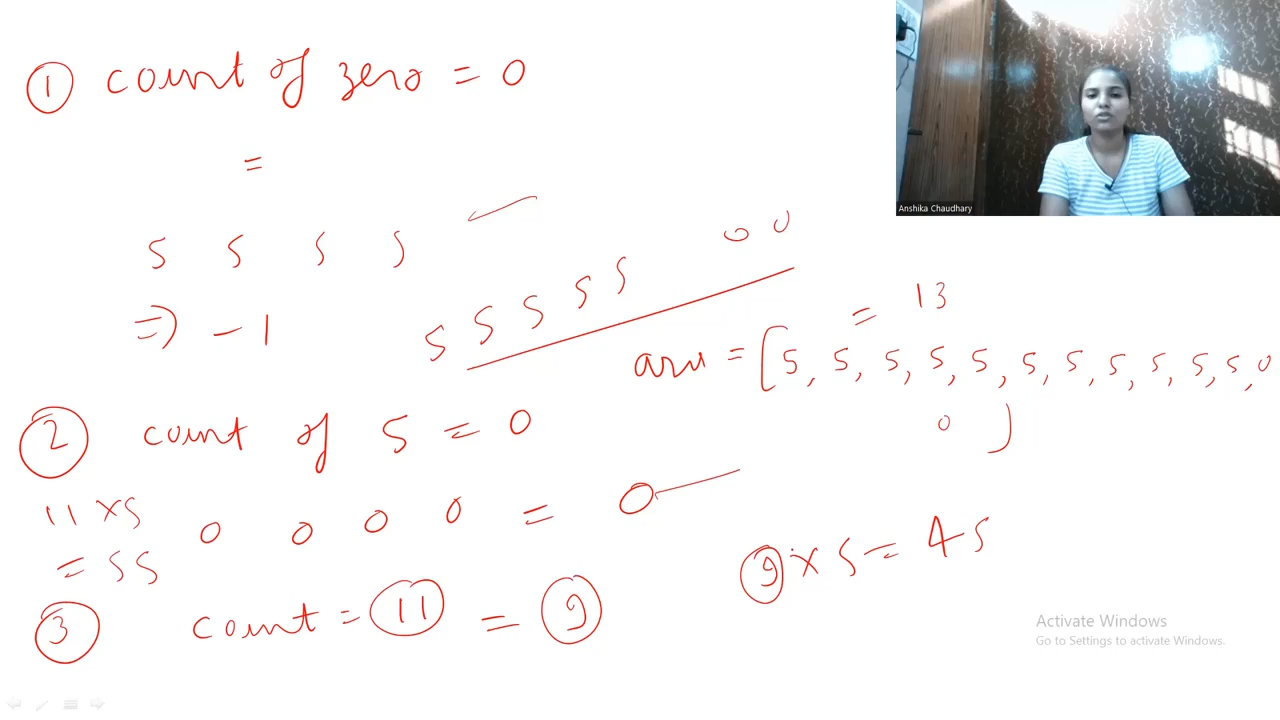 ① count of zero = 0
=
5 5 5 5
=> -1
5 5 5 5 5 0 0
= 13
arr = [5, 5, 5, 5, 5, 5, 5, 5, 5, 5, 5, 0
0 ]
② count of 5 = 0
11 x 5
= 55
0 0 0 0 = 0
9 x 5 = 45
③ count = 11 = 9
Anshika Chaudhary
Activate Windows
Go to Settings to activate Windows.